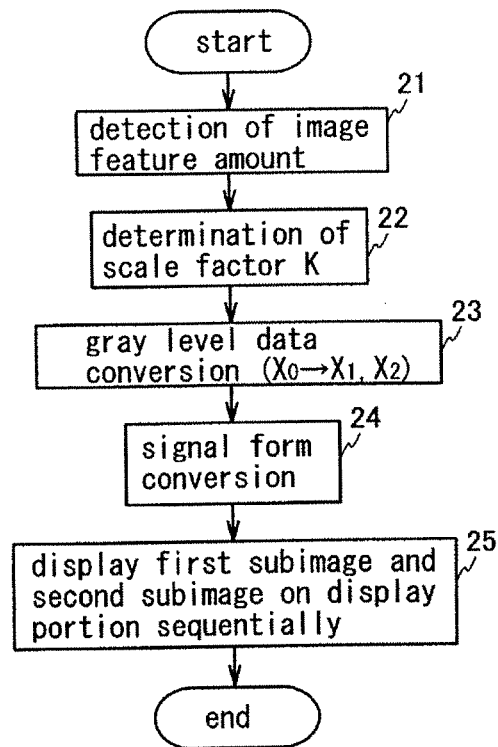 start
21
detection of image
feature amount
22
determination of
scale factor K
23
gray level data
conversion (X0→X1, X2)
24
signal form
conversion
25
display first subimage and
second subimage on display
portion sequentially
end